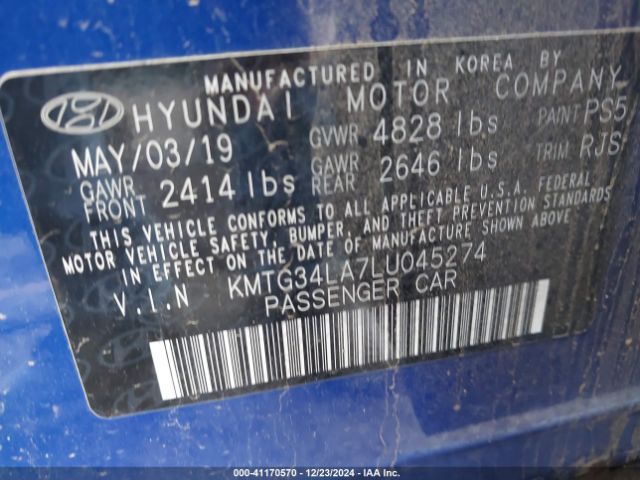 MANUFACTURED IN KOREA BY
HYUNDAI MOTOR COMPANY
MAY/03/19 GVWR 4828 lbs PAINT PS5
GAWR FRONT 2414 lbs GAWR REAR 2646 lbs TRIM RJS
THIS VEHICLE CONFORMS TO ALL APPLICABLE U.S.A. FEDERAL
MOTOR VEHICLE SAFETY, BUMPER, AND THEFT PREVENTION STANDARDS
IN EFFECT ON THE DATE OF MANUFACTURE SHOWN ABOVE
V.I.N KMTG34LA7LU045274
PASSENGER CAR
000-41170570 - 12/23/2024 - IAA Inc.